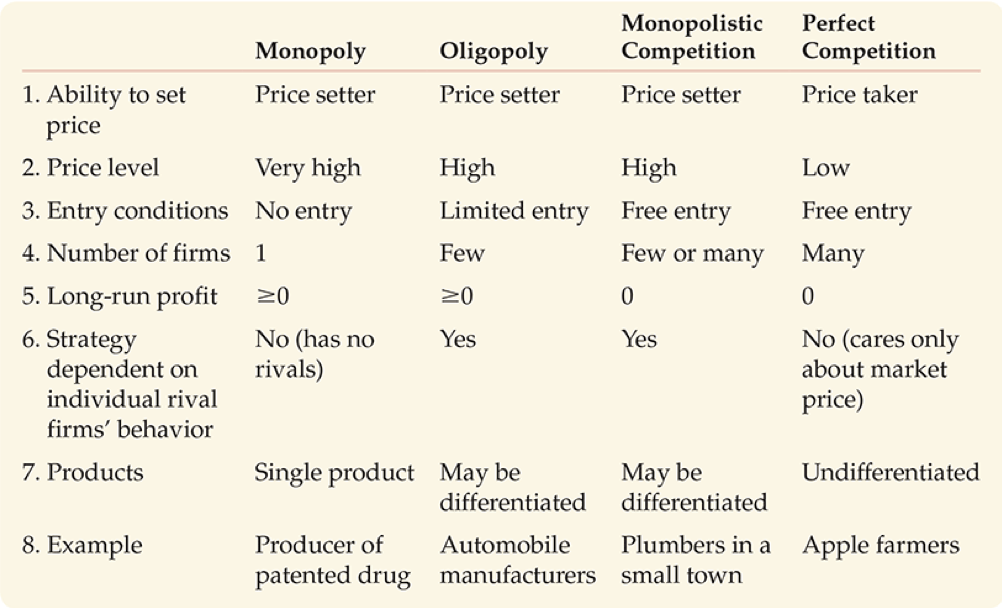 Monopoly Oligopoly Monopolistic Competition Perfect Competition
1. Ability to set price Price setter Price setter Price setter Price taker
2. Price level Very high High High Low
3. Entry conditions No entry Limited entry Free entry Free entry
4. Number of firms 1 Few Few or many Many
5. Long-run profit ≥0 ≥0 0 0
6. Strategy dependent on individual rival firms’ behavior No (has no rivals) Yes Yes No (cares only about market price)
7. Products Single product May be differentiated May be differentiated Undifferentiated
8. Example Producer of patented drug Automobile manufacturers Plumbers in a small town Apple farmers